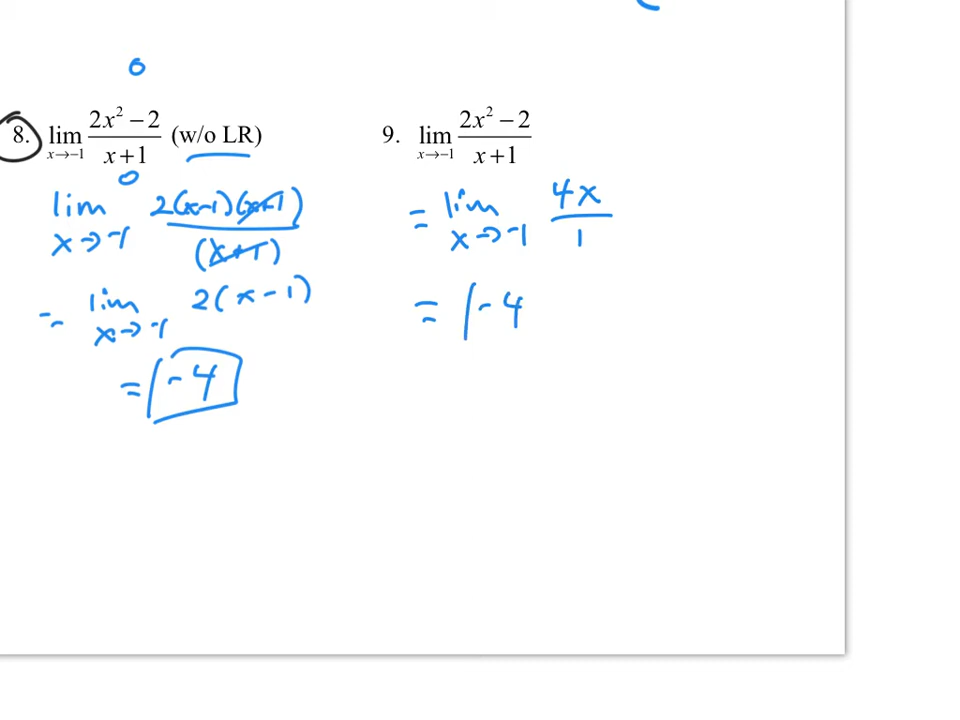 0
8. lim x→−1 (2x² − 2)/(x + 1) (w/o LR)
0
lim x→-1 2(x-1)(x+1)/(x+1)
= lim x→-1 2(x-1)
= -4
9. lim x→−1 (2x² − 2)/(x + 1)
= lim x→-1 4x/1
= -4